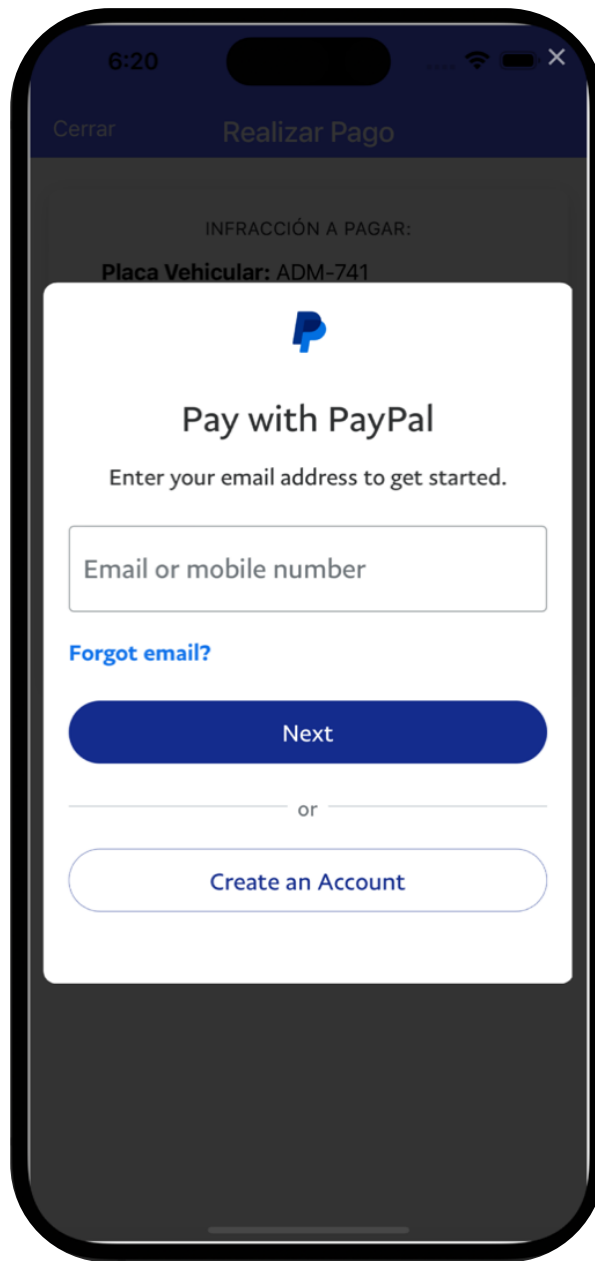 6:20
Cerrar
Realizar Pago
INFRACCIÓN A PAGAR:
Placa Vehicular: ADM-741
Pay with PayPal
Enter your email address to get started.
Email or mobile number
Forgot email?
Next
or
Create an Account